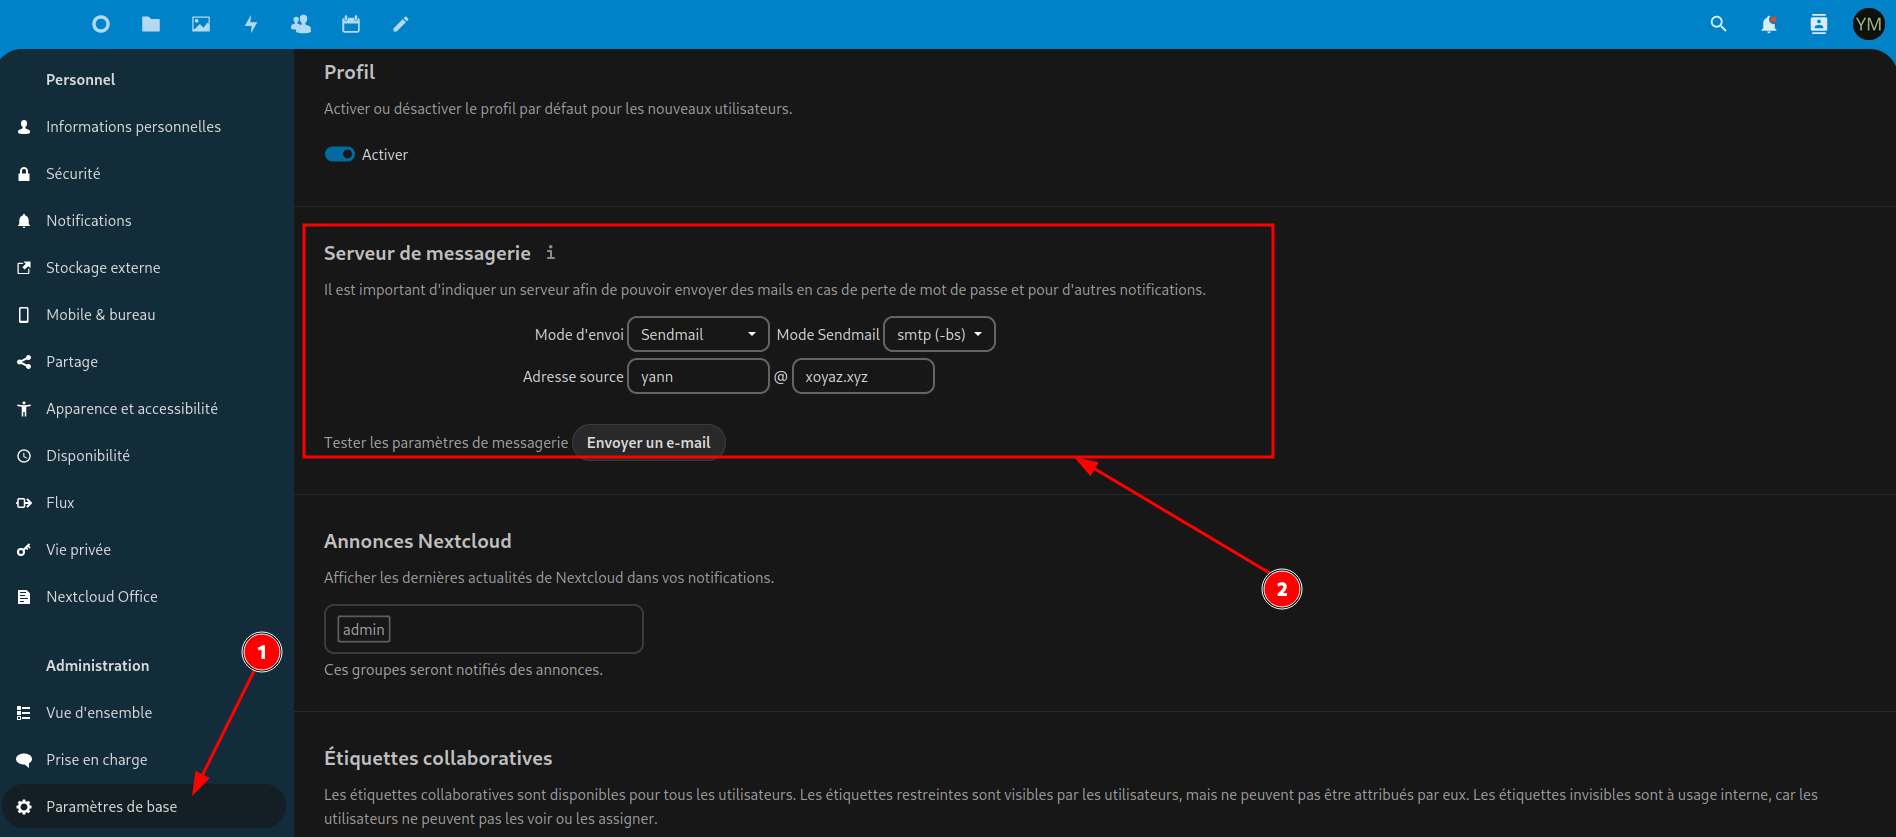 YM
Personnel
Informations personnelles
Sécurité
Notifications
Stockage externe
Mobile & bureau
Partage
Apparence et accessibilité
Disponibilité
Flux
Vie privée
Nextcloud Office
Administration
1
Vue d'ensemble
Prise en charge
Paramètres de base
Profil
Activer ou désactiver le profil par défaut pour les nouveaux utilisateurs.
Activer
Serveur de messagerie i
Il est important d'indiquer un serveur afin de pouvoir envoyer des mails en cas de perte de mot de passe et pour d'autres notifications.
Mode d'envoi Sendmail Mode Sendmail smtp (-bs)
Adresse source yann @ xoyaz.xyz
Tester les paramètres de messagerie Envoyer un e-mail
2
Annonces Nextcloud
Afficher les dernières actualités de Nextcloud dans vos notifications.
admin
Ces groupes seront notifiés des annonces.
Étiquettes collaboratives
Les étiquettes collaboratives sont disponibles pour tous les utilisateurs. Les étiquettes restreintes sont visibles par les utilisateurs, mais ne peuvent pas être attribués par eux. Les étiquettes invisibles sont à usage interne, car les
utilisateurs ne peuvent pas les voir ou les assigner.